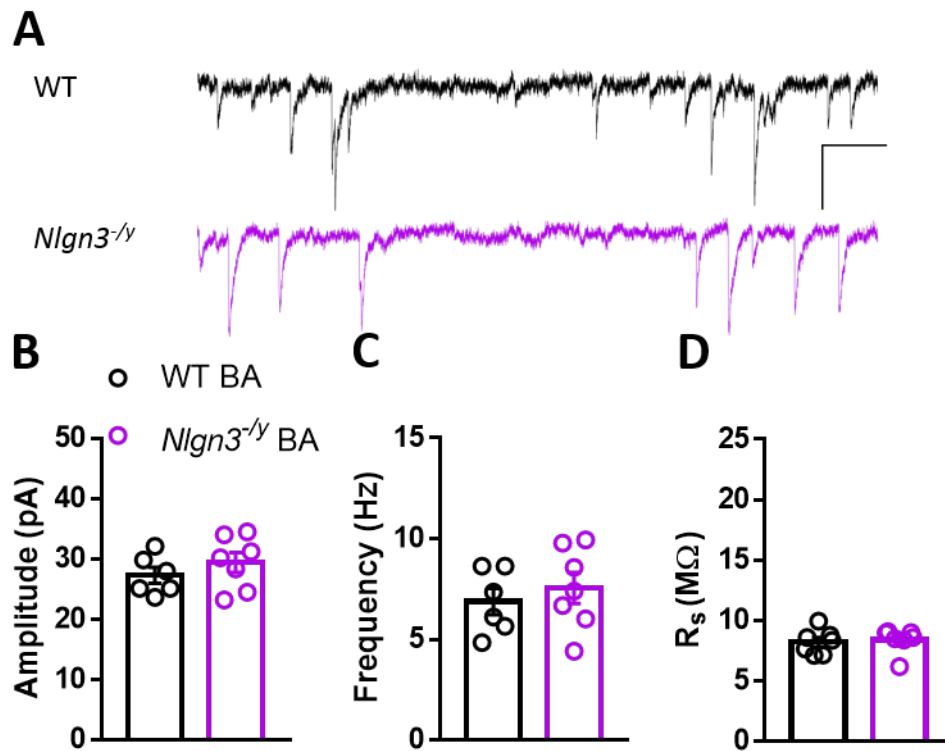 A
WT
Nlgn3-/y
B
C
D
WT BA
Nlgn3-/y BA
Amplitude (pA)
50
40
30
20
10
0
Frequency (Hz)
15
10
5
0
Rs (MΩ)
25
20
15
10
5
0